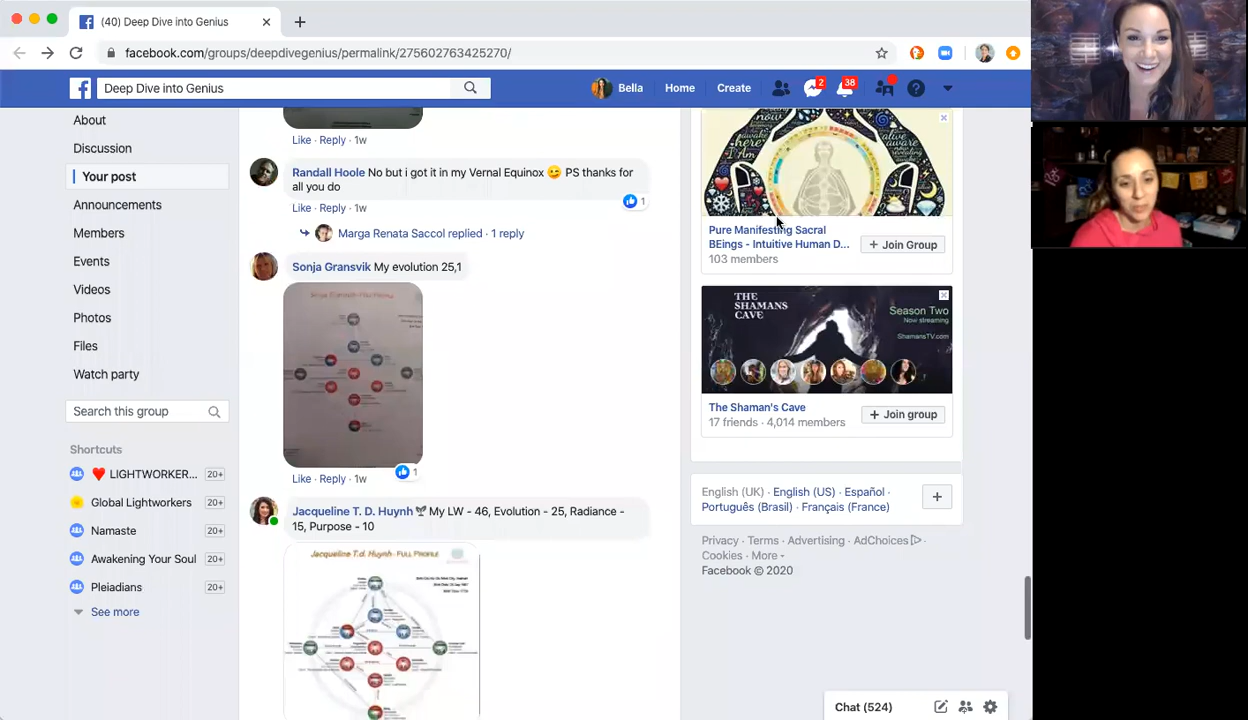 (40) Deep Dive into Genius
facebook.com/groups/deepdivegenius/permalink/275602763425270/
Deep Dive into Genius
Bella
Home
Create
2
38
About
Discussion
Your post
Announcements
Members
Events
Videos
Photos
Files
Watch party
Search this group
Shortcuts
LIGHTWORKER... 20+
Global Lightworkers 20+
Namaste 20+
Awakening Your Soul 20+
Pleiadians 20+
See more
Like · Reply · 1w
Randall Hoole No but i got it in my Vernal Equinox 😉 PS thanks for
all you do
1
Like · Reply · 1w
Marga Renata Saccol replied · 1 reply
Sonja Gransvik My evolution 25,1
1
Like · Reply · 1w
Jacqueline T. D. Huynh 🌱 My LW - 46, Evolution - 25, Radiance -
15, Purpose - 10
Jacqueline T.d. Huynh - FULL PROFILE
Pure Manifesting Sacral
BEings - Intuitive Human D...
103 members
+ Join Group
THE
SHAMANS
CAVE
Season Two
Now streaming
ShamansTV.com
The Shaman's Cave
17 friends · 4,014 members
+ Join group
English (UK) · English (US) · Español ·
Português (Brasil) · Français (France)
Privacy · Terms · Advertising · AdChoices ·
Cookies · More
Facebook © 2020
Chat (524)